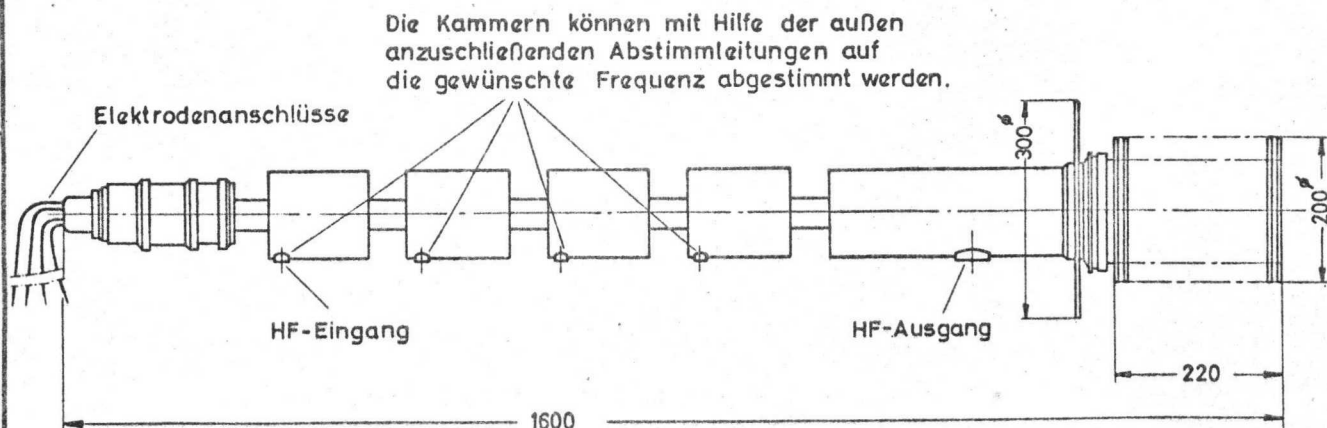 Die Kammern können mit Hilfe der außen
anzuschließenden Abstimmleitungen auf
die gewünschte Frequenz abgestimmt werden.
Elektrodenanschlüsse
300 ø
200 ø
HF-Eingang
HF-Ausgang
220
1600